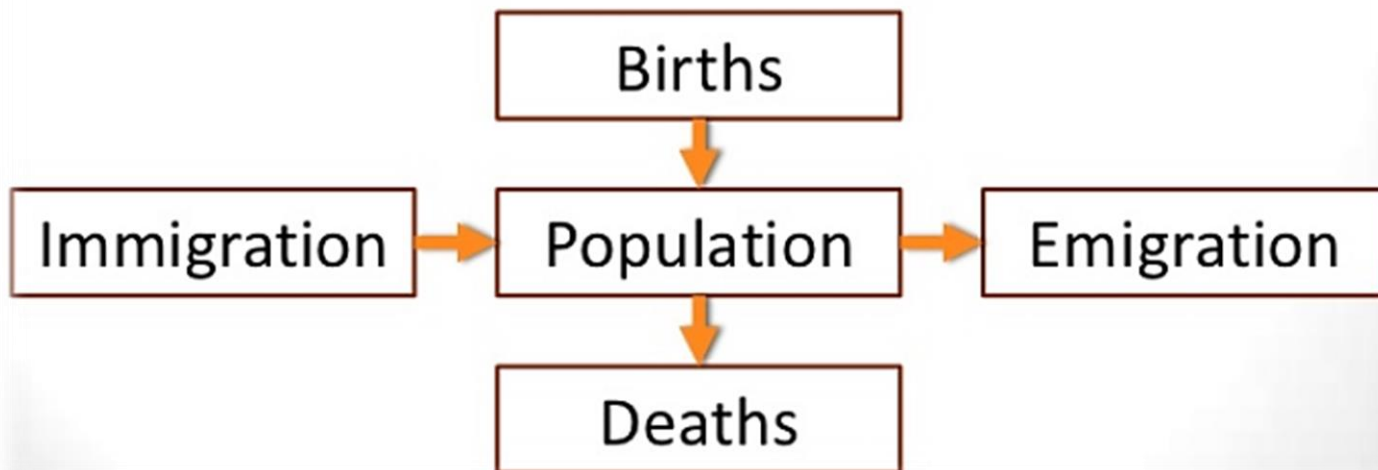 Births
Immigration
Population
Emigration
Deaths